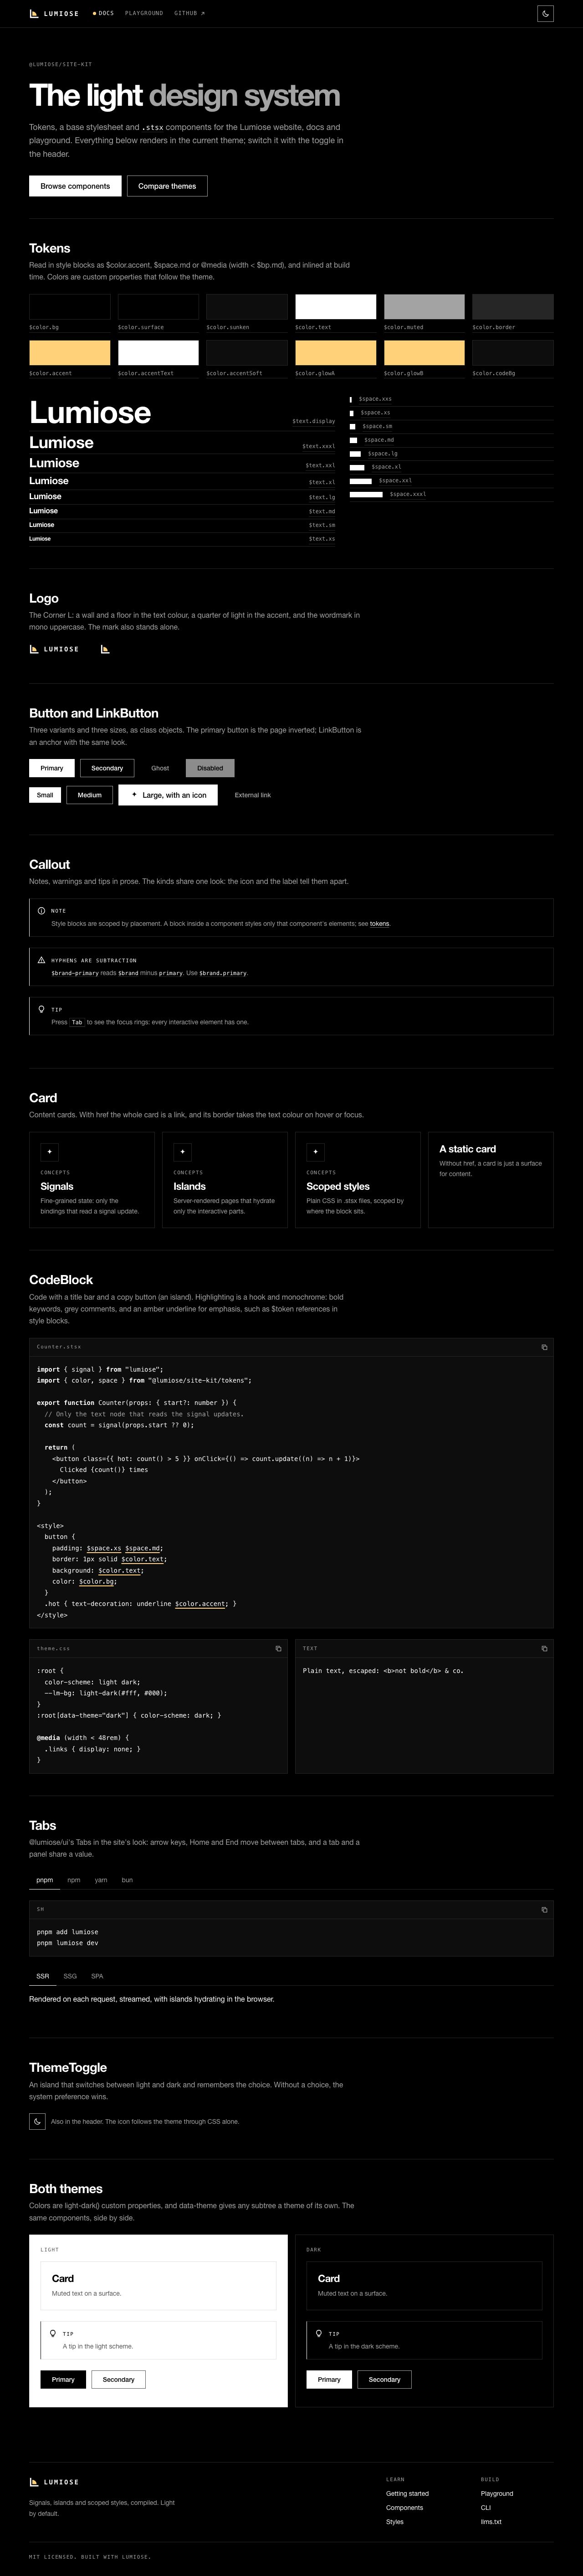 LUMIOSE
DOCS
PLAYGROUND
GITHUB ↗
@LUMIOSE/SITE-KIT
The light design system
Tokens, a base stylesheet and .stsx components for the Lumiose website, docs and
playground. Everything below renders in the current theme; switch it with the toggle in
the header.
Browse components
Compare themes
Tokens
Read in style blocks as $color.accent, $space.md or @media (width < $bp.md), and inlined at build
time. Colors are custom properties that follow the theme.
$color.bg
$color.surface
$color.sunken
$color.text
$color.muted
$color.border
$color.accent
$color.accentText
$color.accentSoft
$color.glowA
$color.glowB
$color.codeBg
Lumiose
$text.display
Lumiose
$text.xxxl
Lumiose
$text.xxl
Lumiose
$text.xl
Lumiose
$text.lg
Lumiose
$text.md
Lumiose
$text.sm
Lumiose
$text.xs
$space.xxs
$space.xs
$space.sm
$space.md
$space.lg
$space.xl
$space.xxl
$space.xxxl
Logo
The Corner L: a wall and a floor in the text colour, a quarter of light in the accent, and the wordmark in
mono uppercase. The mark also stands alone.
LUMIOSE
Button and LinkButton
Three variants and three sizes, as class objects. The primary button is the page inverted; LinkButton is
an anchor with the same look.
Primary
Secondary
Ghost
Disabled
Small
Medium
Large, with an icon
External link
Callout
Notes, warnings and tips in prose. The kinds share one look: the icon and the label tell them apart.
NOTE
Style blocks are scoped by placement. A block inside a component styles only that component's elements; see tokens.
HYPHENS ARE SUBTRACTION
$brand-primary reads $brand minus primary. Use $brand.primary.
TIP
Press Tab to see the focus rings: every interactive element has one.
Card
Content cards. With href the whole card is a link, and its border takes the text colour on hover or focus.
CONCEPTS
Signals
Fine-grained state: only the
bindings that read a signal update.
CONCEPTS
Islands
Server-rendered pages that hydrate
only the interactive parts.
CONCEPTS
Scoped styles
Plain CSS in .stsx files, scoped by
where the block sits.
A static card
Without href, a card is just a surface
for content.
CodeBlock
Code with a title bar and a copy button (an island). Highlighting is a hook and monochrome: bold
keywords, grey comments, and an amber underline for emphasis, such as $token references in
style blocks.
Counter.stsx
import { signal } from "lumiose";
import { color, space } from "@lumiose/site-kit/tokens";
export function Counter(props: { start?: number }) {
// Only the text node that reads the signal updates.
const count = signal(props.start ?? 0);
return (
<button class={{ hot: count() > 5 }} onClick={() => count.update((n) => n + 1)}>
Clicked {count()} times
</button>
);
}
<style>
button {
padding: $space.xs $space.md;
border: 1px solid $color.text;
background: $color.text;
color: $color.bg;
}
.hot { text-decoration: underline $color.accent; }
</style>
theme.css
:root {
color-scheme: light dark;
--lm-bg: light-dark(#fff, #000);
}
:root[data-theme="dark"] { color-scheme: dark; }
@media (width < 48rem) {
.links { display: none; }
}
TEXT
Plain text, escaped: <b>not bold</b> & co.
Tabs
@lumiose/ui's Tabs in the site's look: arrow keys, Home and End move between tabs, and a tab and a
panel share a value.
pnpm
npm
yarn
bun
SH
pnpm add lumiose
pnpm lumiose dev
SSR
SSG
SPA
Rendered on each request, streamed, with islands hydrating in the browser.
ThemeToggle
An island that switches between light and dark and remembers the choice. Without a choice, the
system preference wins.
Also in the header. The icon follows the theme through CSS alone.
Both themes
Colors are light-dark() custom properties, and data-theme gives any subtree a theme of its own. The
same components, side by side.
LIGHT
Card
Muted text on a surface.
TIP
A tip in the light scheme.
Primary
Secondary
DARK
Card
Muted text on a surface.
TIP
A tip in the dark scheme.
Primary
Secondary
LUMIOSE
Signals, islands and scoped styles, compiled. Light
by default.
LEARN
Getting started
Components
Styles
BUILD
Playground
CLI
llms.txt
MIT LICENSED. BUILT WITH LUMIOSE.